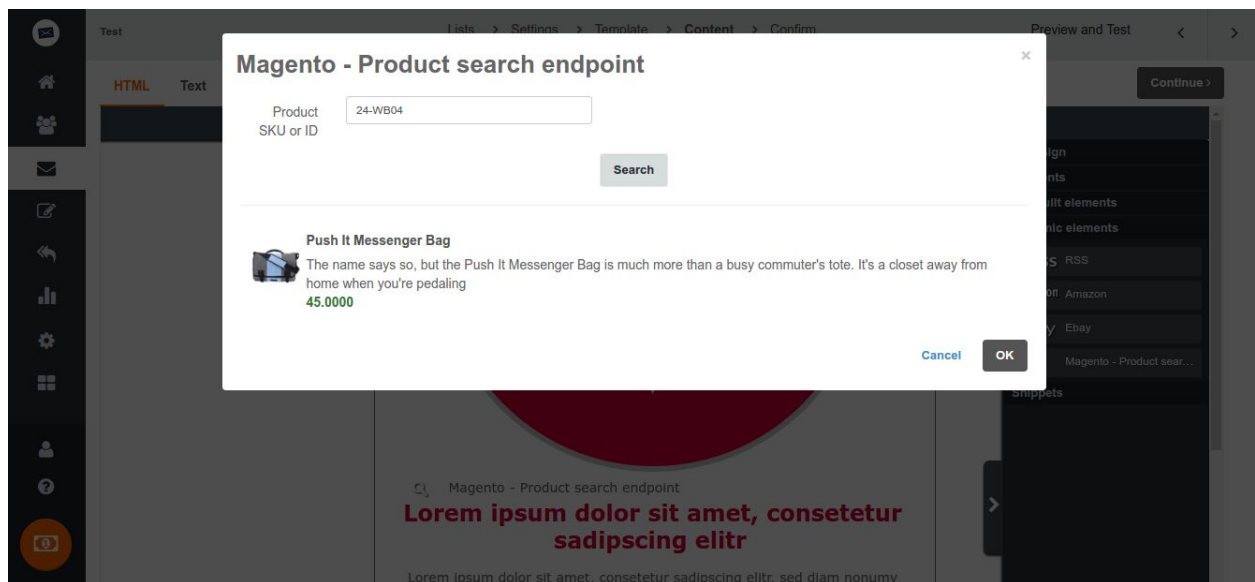 Test
Lists > Settings > Template > Content > Confirm
Preview and Test
HTML Text
Continue >
Magento - Product search endpoint
×
Product
SKU or ID
24-WB04
Search
Push It Messenger Bag
The name says so, but the Push It Messenger Bag is much more than a busy commuter's tote. It's a closet away from
home when you're pedaling
45.0000
Cancel
OK
RSS
Amazon
Ebay
Magento - Product sear...
Snippets
Magento - Product search endpoint
Lorem ipsum dolor sit amet, consetetur
sadipscing elitr
Lorem ipsum dolor sit amet, consetetur sadipscing elitr, sed diam nonumy